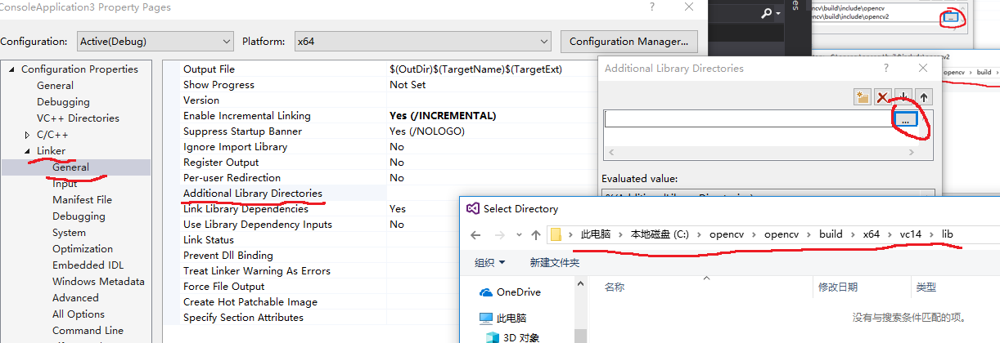 ConsoleApplication3 Property Pages
Configuration: Active(Debug) Platform: x64 Configuration Manager...
Configuration Properties
General
Debugging
VC++ Directories
C/C++
Linker
General
Input
Manifest File
Debugging
System
Optimization
Embedded IDL
Windows Metadata
Advanced
All Options
Command Line
Output File $(OutDir)$(TargetName)$(TargetExt)
Show Progress Not Set
Version
Enable Incremental Linking Yes (/INCREMENTAL)
Suppress Startup Banner Yes (/NOLOGO)
Ignore Import Library No
Register Output No
Per-user Redirection No
Additional Library Directories
Link Library Dependencies Yes
Use Library Dependency Inputs No
Link Status
Prevent Dll Binding
Treat Linker Warning As Errors
Force File Output
Create Hot Patchable Image
Specify Section Attributes
\build\include\opencv
\build\include\opencv2
...
opencv › build
Additional Library Directories
...
Evaluated value:
Select Directory
此电脑 › 本地磁盘 (C:) › opencv › opencv › build › x64 › vc14 › lib
组织 新建文件夹
OneDrive
此电脑
3D 对象
名称 修改日期 类型
没有与搜索条件匹配的项。